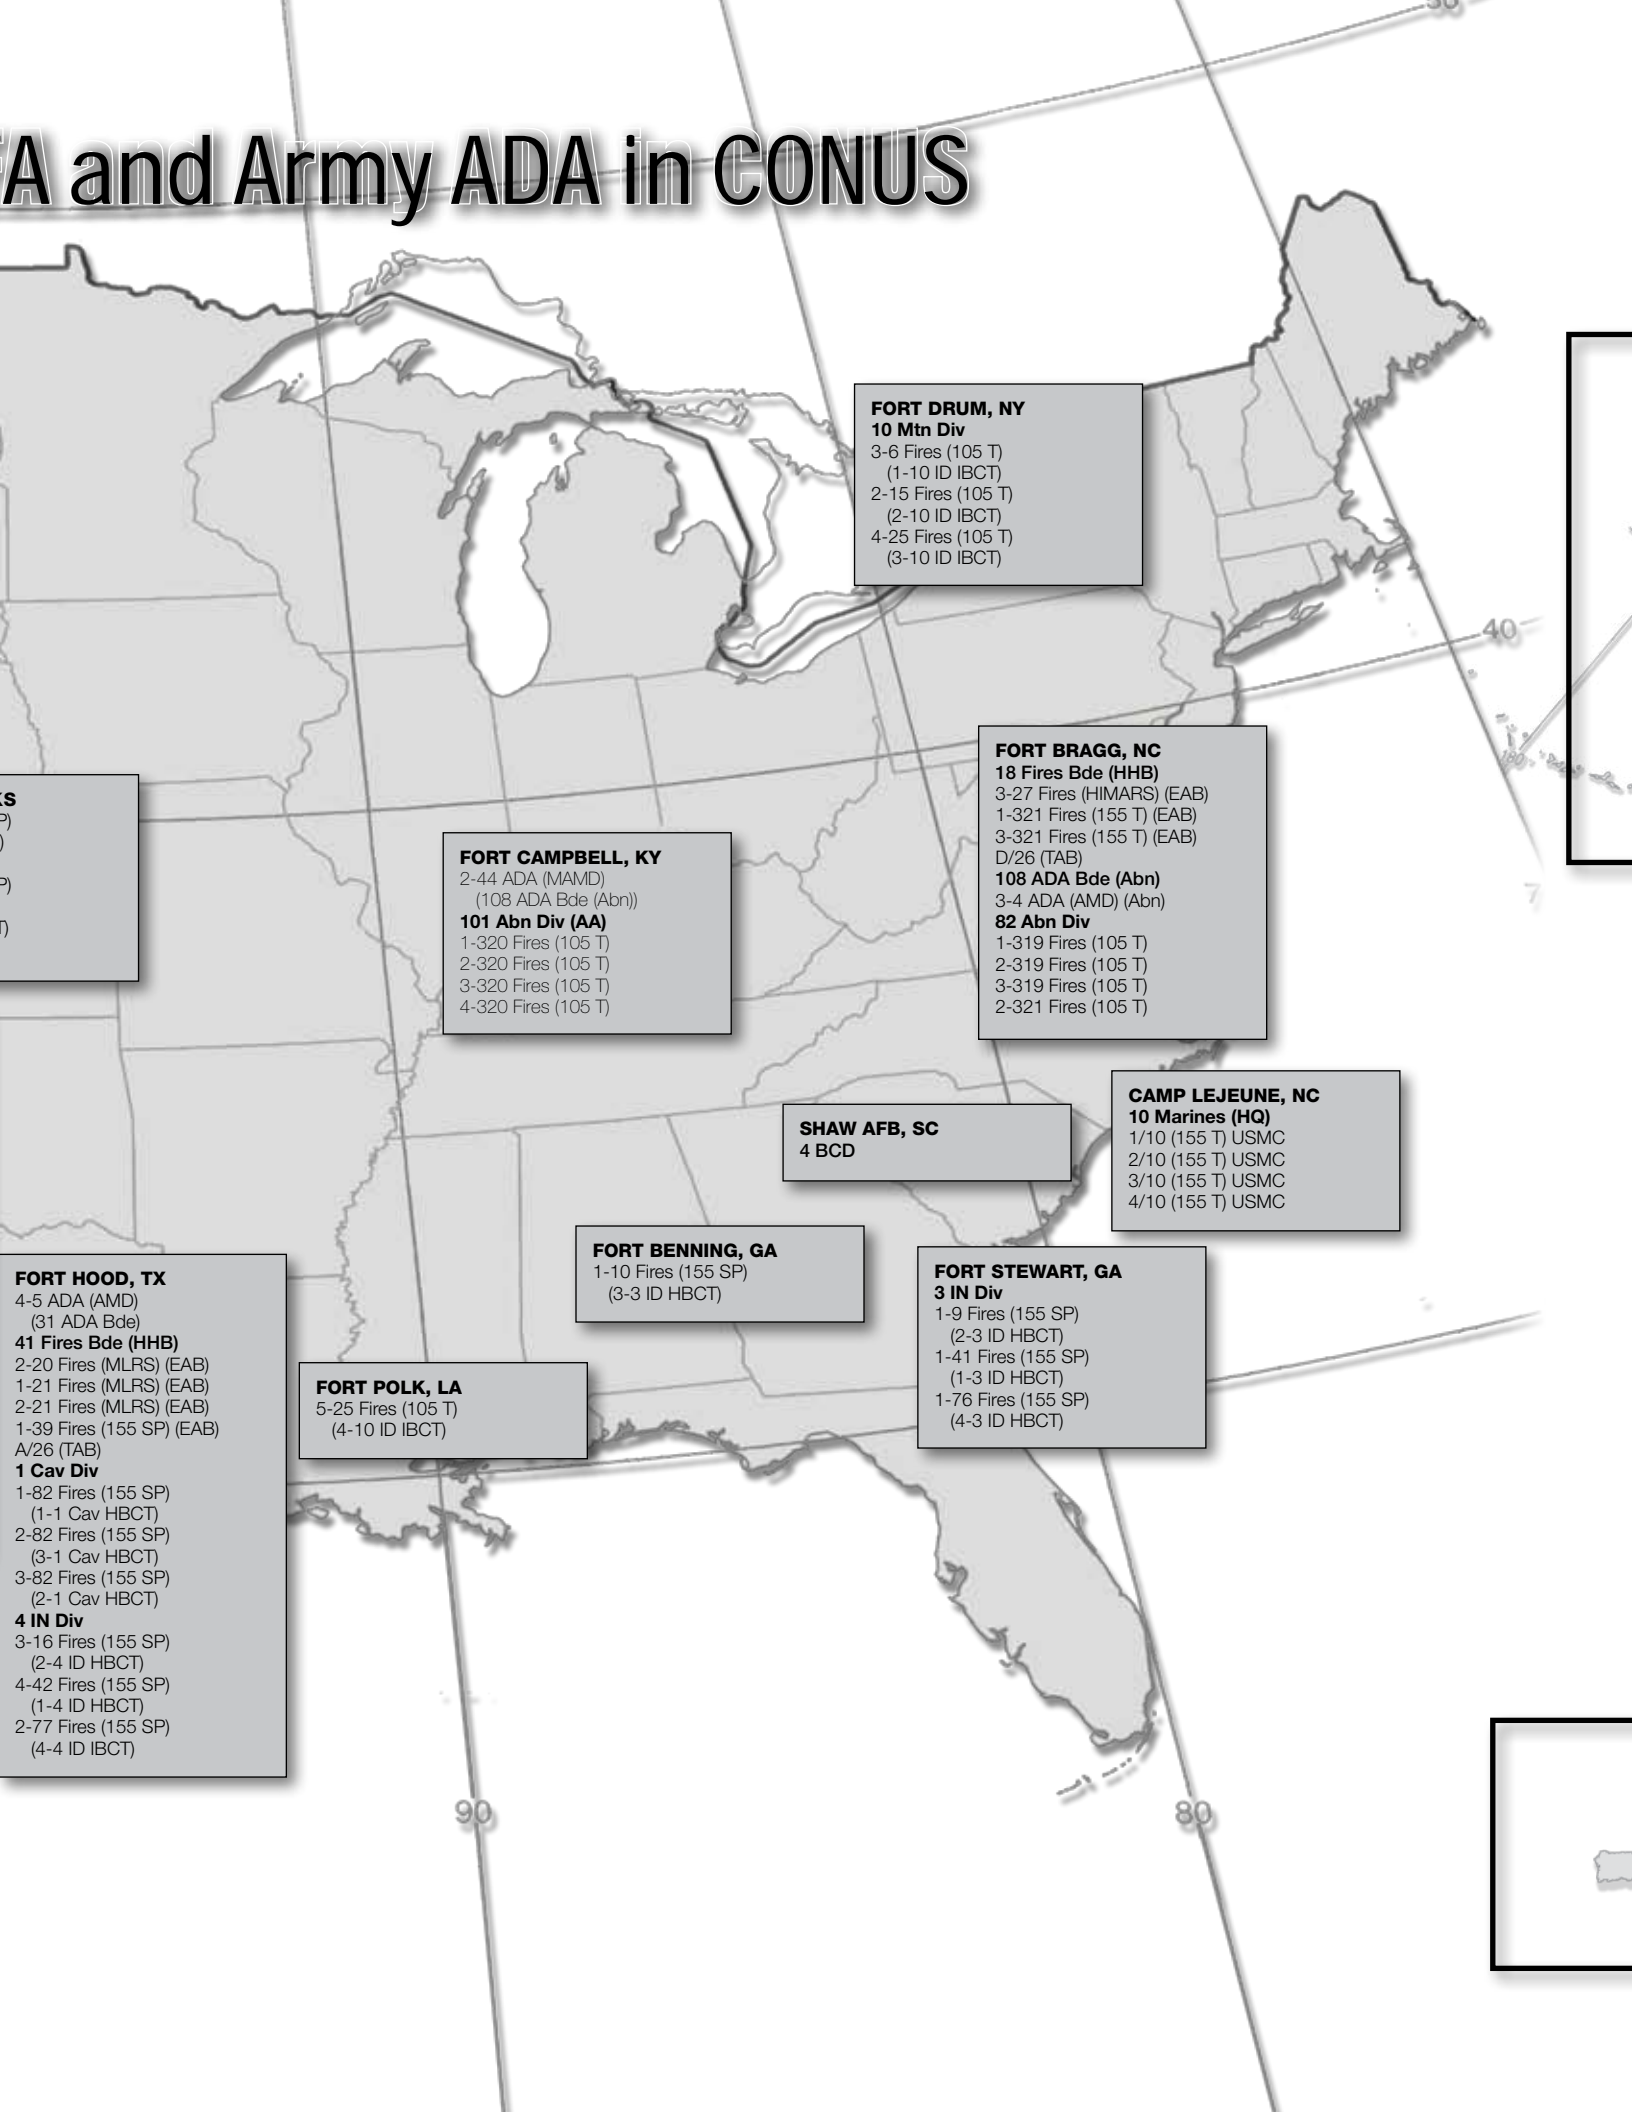 A and Army ADA in CONUS
FORT DRUM, NY
10 Mtn Div
3-6 Fires (105 T)
(1-10 ID IBCT)
2-15 Fires (105 T)
(2-10 ID IBCT)
4-25 Fires (105 T)
(3-10 ID IBCT)
40
FORT BRAGG, NC
18 Fires Bde (HHB)
3-27 Fires (HIMARS) (EAB)
1-321 Fires (155 T) (EAB)
3-321 Fires (155 T) (EAB)
D/26 (TAB)
108 ADA Bde (Abn)
3-4 ADA (AMD) (Abn)
82 Abn Div
1-319 Fires (105 T)
2-319 Fires (105 T)
3-319 Fires (105 T)
2-321 Fires (105 T)
180
7
KS
P)
)
P)
T)
FORT CAMPBELL, KY
2-44 ADA (MAMD)
(108 ADA Bde (Abn))
101 Abn Div (AA)
1-320 Fires (105 T)
2-320 Fires (105 T)
3-320 Fires (105 T)
4-320 Fires (105 T)
CAMP LEJEUNE, NC
10 Marines (HQ)
1/10 (155 T) USMC
2/10 (155 T) USMC
3/10 (155 T) USMC
4/10 (155 T) USMC
SHAW AFB, SC
4 BCD
FORT BENNING, GA
1-10 Fires (155 SP)
(3-3 ID HBCT)
FORT STEWART, GA
3 IN Div
1-9 Fires (155 SP)
(2-3 ID HBCT)
1-41 Fires (155 SP)
(1-3 ID HBCT)
1-76 Fires (155 SP)
(4-3 ID HBCT)
FORT HOOD, TX
4-5 ADA (AMD)
(31 ADA Bde)
41 Fires Bde (HHB)
2-20 Fires (MLRS) (EAB)
1-21 Fires (MLRS) (EAB)
2-21 Fires (MLRS) (EAB)
1-39 Fires (155 SP) (EAB)
A/26 (TAB)
1 Cav Div
1-82 Fires (155 SP)
(1-1 Cav HBCT)
2-82 Fires (155 SP)
(3-1 Cav HBCT)
3-82 Fires (155 SP)
(2-1 Cav HBCT)
4 IN Div
3-16 Fires (155 SP)
(2-4 ID HBCT)
4-42 Fires (155 SP)
(1-4 ID HBCT)
2-77 Fires (155 SP)
(4-4 ID IBCT)
FORT POLK, LA
5-25 Fires (105 T)
(4-10 ID IBCT)
90
80